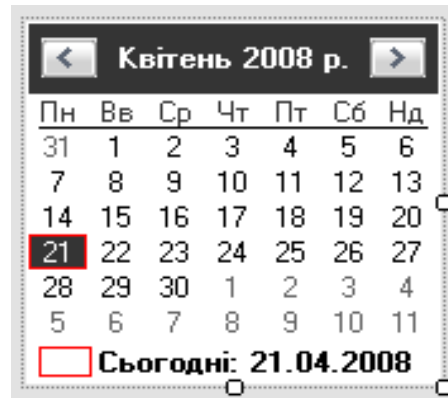 Квітень 2008 р.
Пн Вв Ср Чт Пт Сб Нд
31 1 2 3 4 5 6
7 8 9 10 11 12 13
14 15 16 17 18 19 20
21 22 23 24 25 26 27
28 29 30 1 2 3 4
5 6 7 8 9 10 11
Сьогодні: 21.04.2008